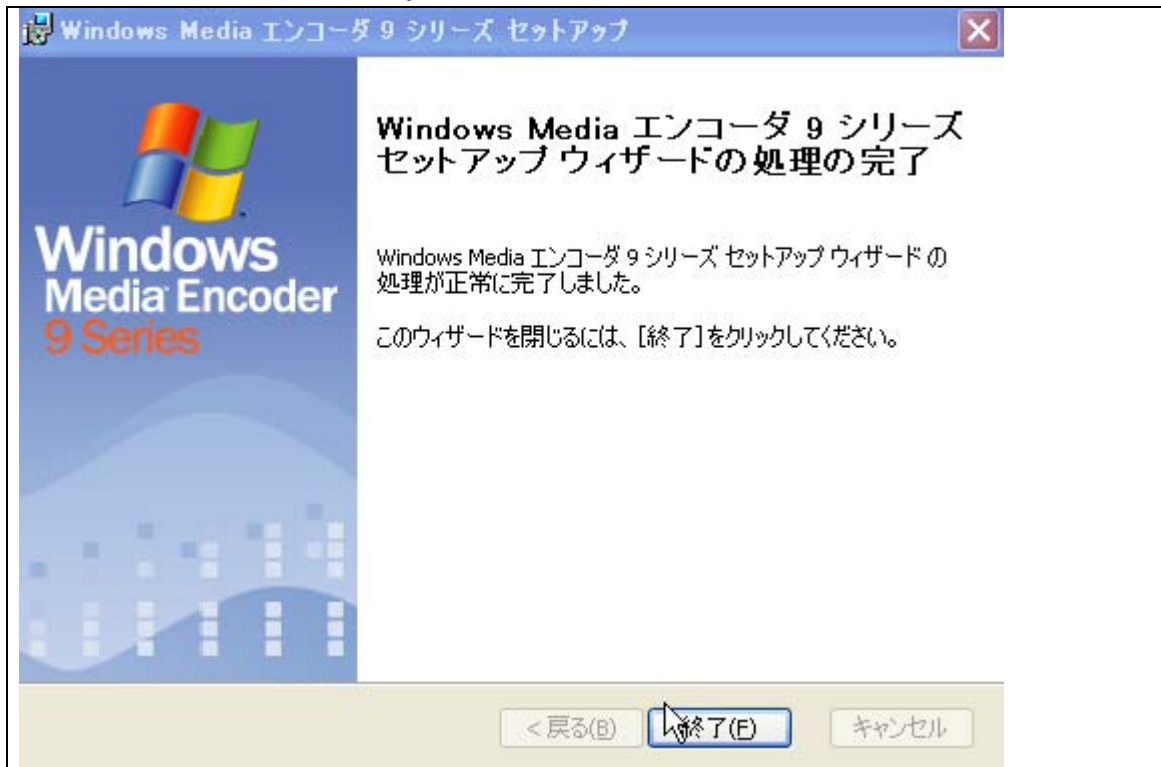 Windows Media エンコーダ 9 シリーズ セットアップ
Windows
Media Encoder
9 Series
Windows Media エンコーダ 9 シリーズ
セットアップ ウィザードの処理の完了
Windows Media エンコーダ 9 シリーズ セットアップ ウィザード の
処理が正常に完了しました。
このウィザードを閉じるには、[終了] をクリックしてください。
< 戻る(B)
終了(F)
キャンセル